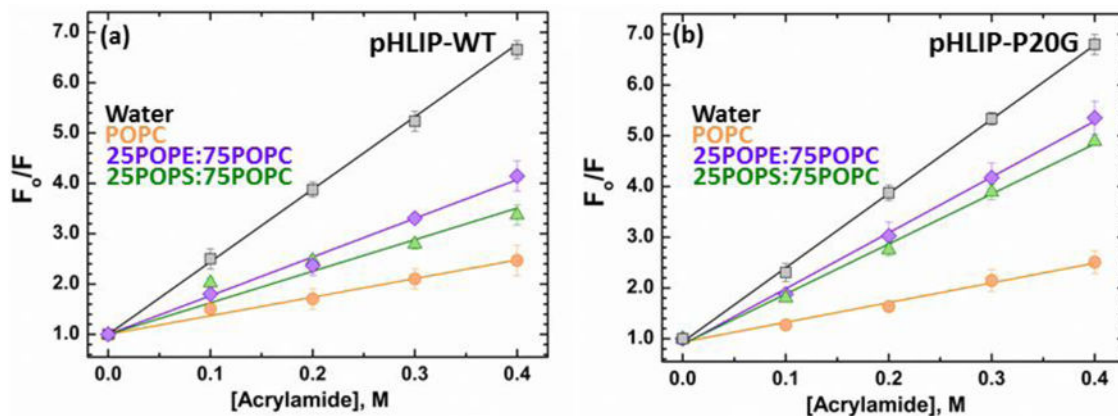 (a)
pHLIP-WT
Water
POPC
25POPE:75POPC
25POPS:75POPC
Fo/F
7.0
6.0
5.0
4.0
3.0
2.0
1.0
0.0 0.1 0.2 0.3 0.4
[Acrylamide], M
(b)
pHLIP-P20G
Water
POPC
25POPE:75POPC
25POPS:75POPC
Fo/F
7.0
6.0
5.0
4.0
3.0
2.0
1.0
0.0 0.1 0.2 0.3 0.4
[Acrylamide], M